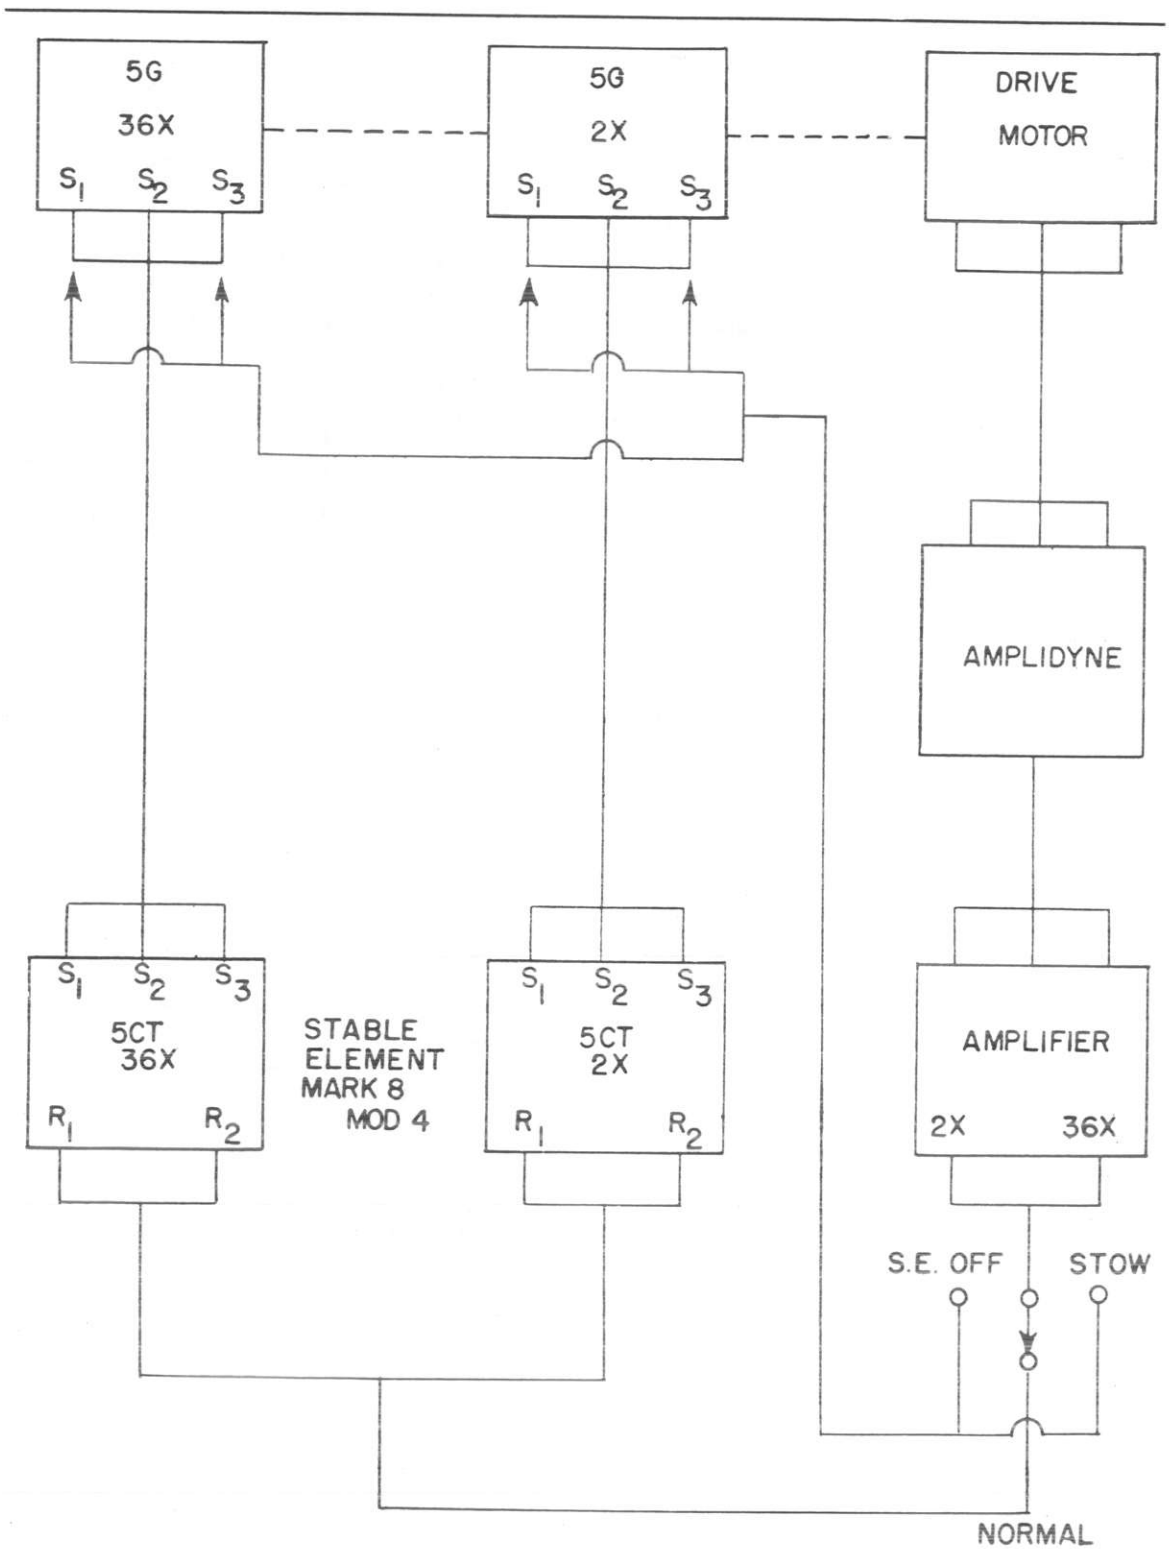 5G
36X
S1 S2 S3
5G
2X
S1 S2 S3
DRIVE
MOTOR
AMPLIDYNE
S1 S2 S3
5CT
36X
R1 R2
STABLE
ELEMENT
MARK 8
MOD 4
S1 S2 S3
5CT
2X
R1 R2
AMPLIFIER
2X 36X
S.E. OFF STOW
NORMAL